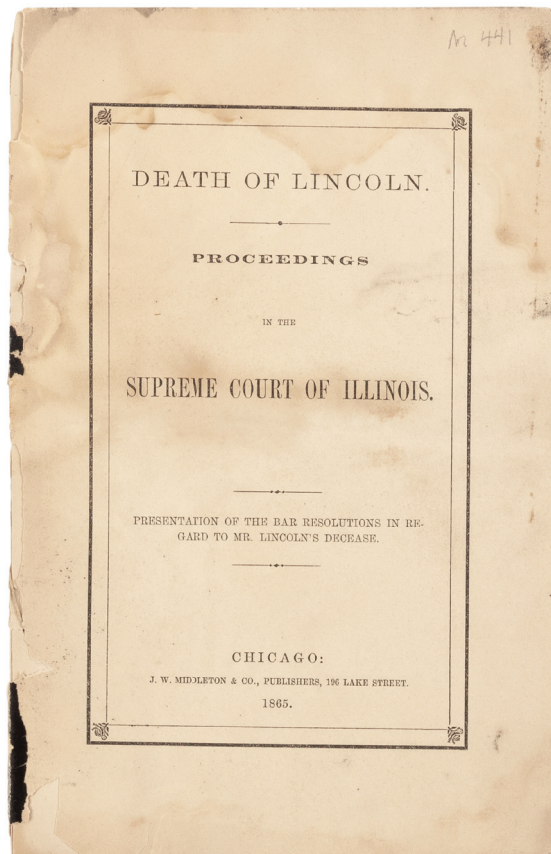 M 441
DEATH OF LINCOLN.
PROCEEDINGS
IN THE
SUPREME COURT OF ILLINOIS.
PRESENTATION OF THE BAR RESOLUTIONS IN RE-
GARD TO MR. LINCOLN'S DECEASE.
CHICAGO:
J. W. MIDDLETON & CO., PUBLISHERS, 196 LAKE STREET.
1865.